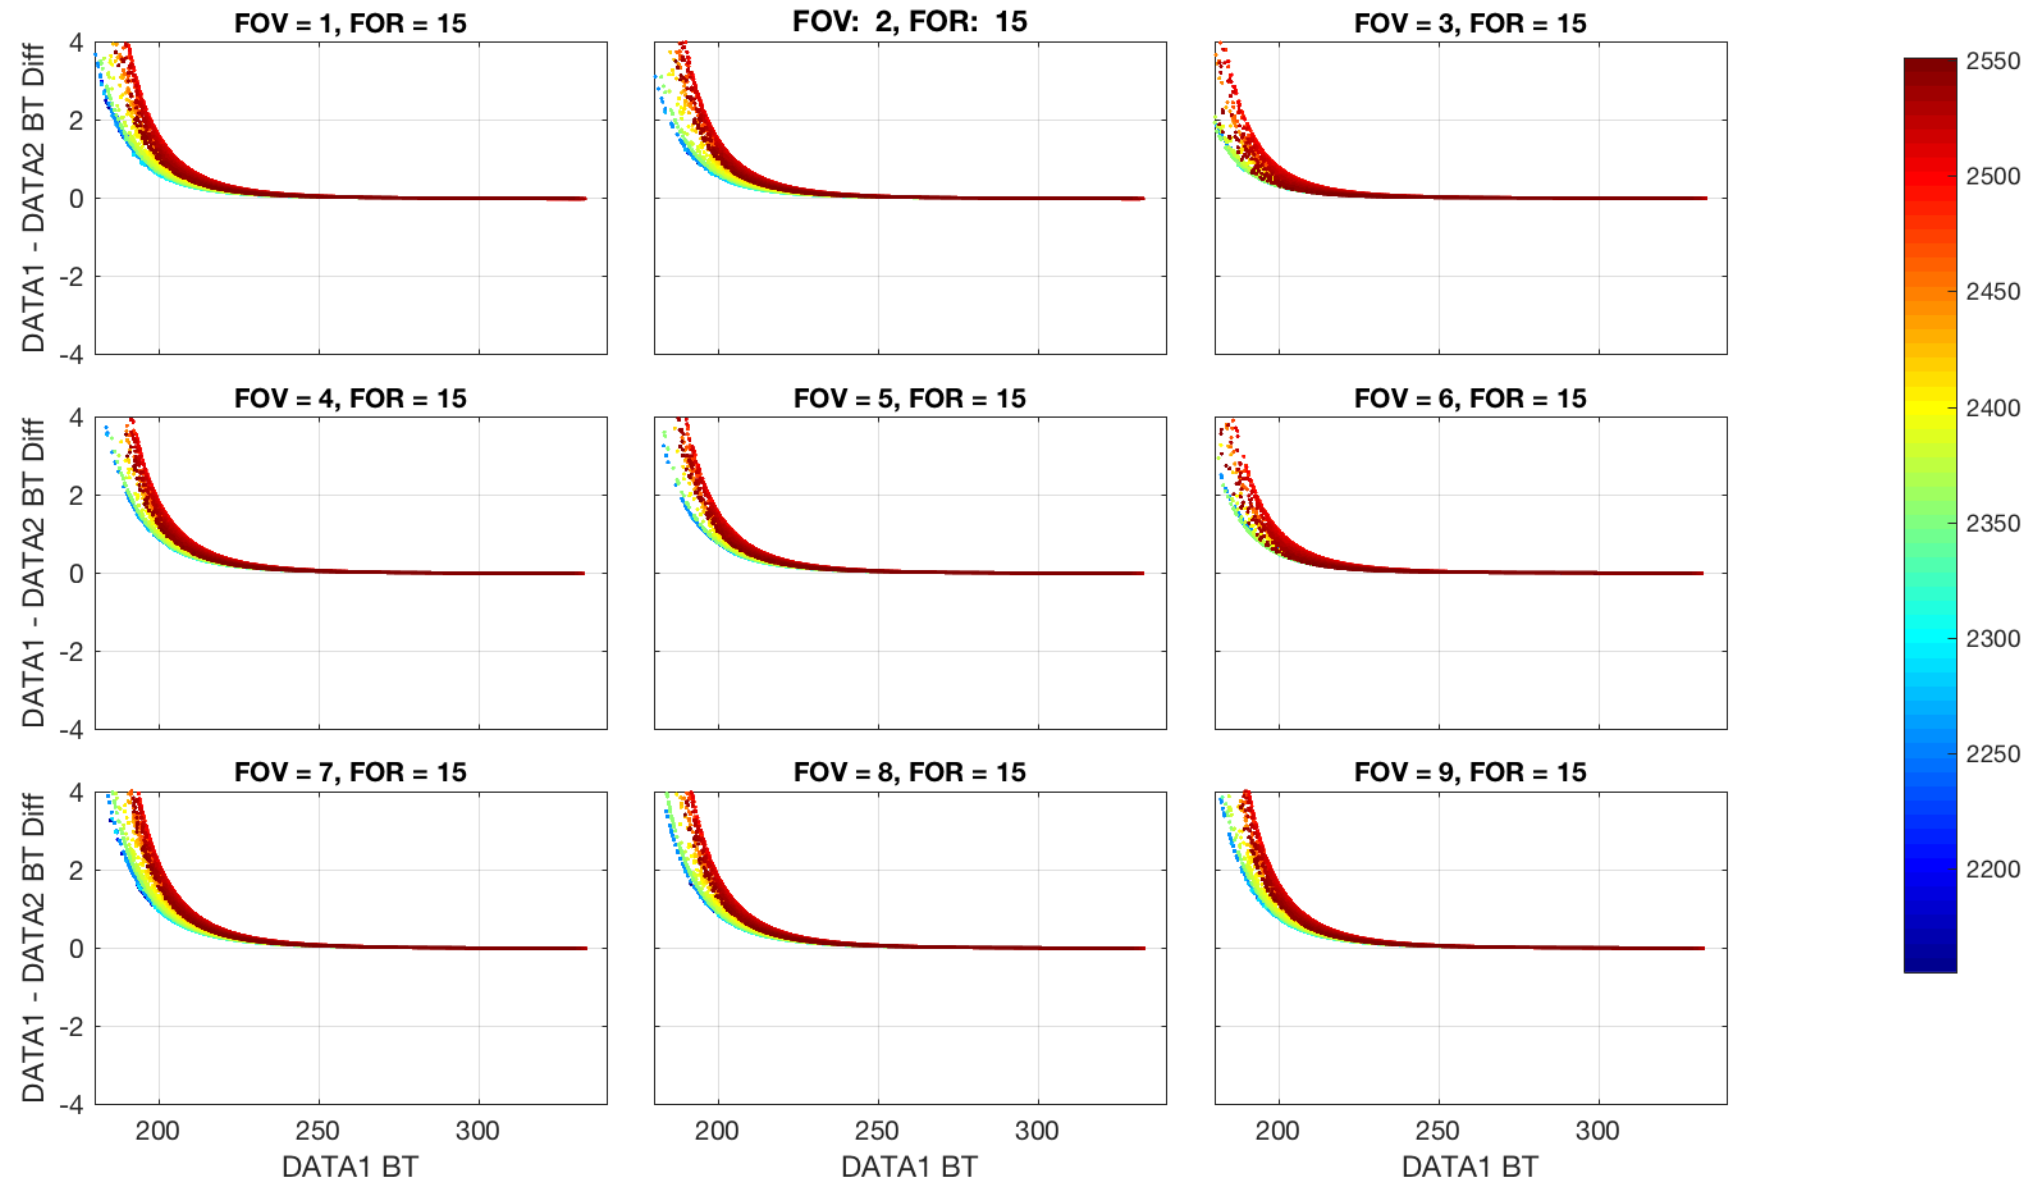 FOV = 1, FOR = 15
FOV: 2, FOR: 15
FOV = 3, FOR = 15
DATA1 - DATA2 BT Diff
4
2
0
-2
-4
FOV = 4, FOR = 15
FOV = 5, FOR = 15
FOV = 6, FOR = 15
DATA1 - DATA2 BT Diff
4
2
0
-2
-4
FOV = 7, FOR = 15
FOV = 8, FOR = 15
FOV = 9, FOR = 15
DATA1 - DATA2 BT Diff
4
2
0
-2
-4
200 250 300
200 250 300
200 250 300
DATA1 BT
DATA1 BT
DATA1 BT
2550
2500
2450
2400
2350
2300
2250
2200